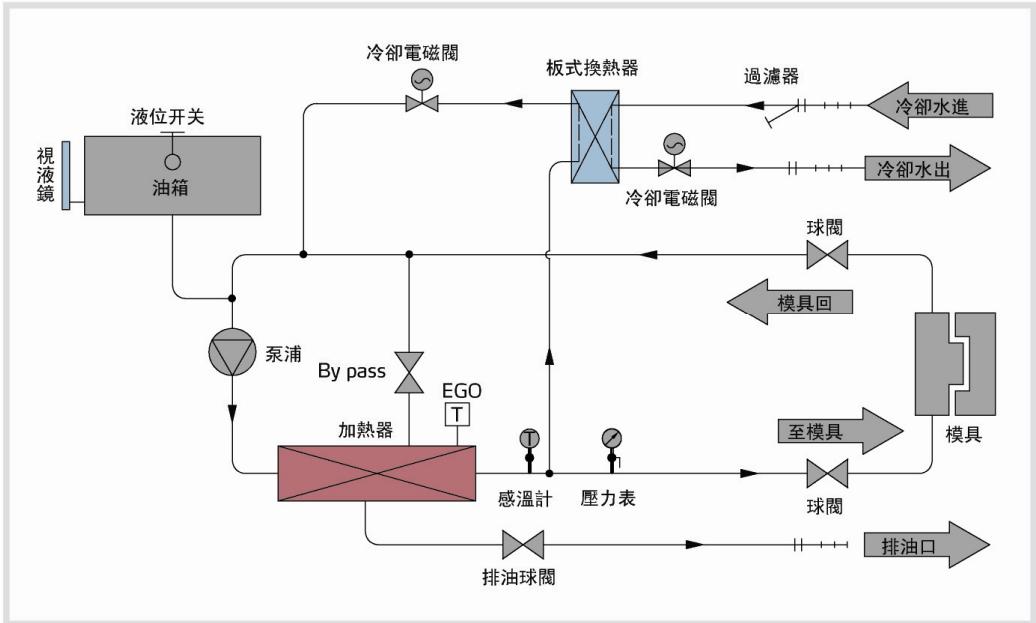 冷卻電磁閥
板式換熱器
過濾器
冷卻水進
液位开关
視液鏡
油箱
冷卻水出
冷卻電磁閥
球閥
模具回
泵浦
By pass
EGO
T
加熱器
至模具
模具
T
感溫計
壓力表
球閥
排油口
排油球閥